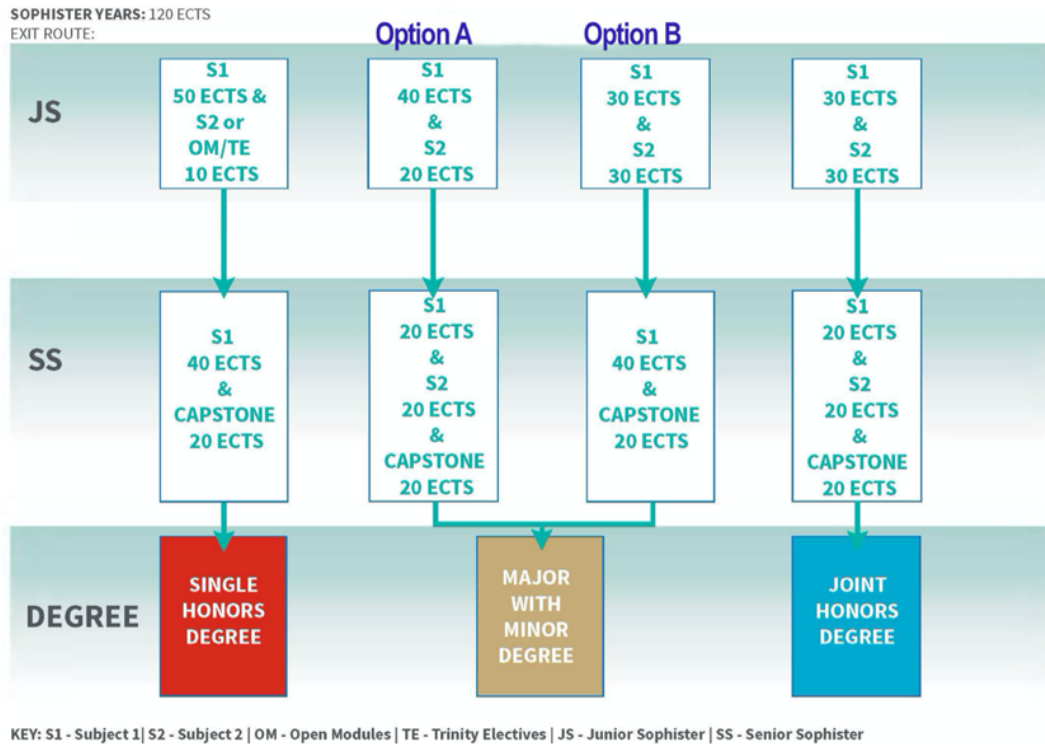 SOPHISTER YEARS: 120 ECTS
EXIT ROUTE:
Option A
Option B
JS
S1
50 ECTS &
S2 or
OM/TE
10 ECTS
S1
40 ECTS
&
S2
20 ECTS
S1
30 ECTS
&
S2
30 ECTS
S1
30 ECTS
&
S2
30 ECTS
SS
S1
40 ECTS
&
CAPSTONE
20 ECTS
S1
20 ECTS
&
S2
20 ECTS
&
CAPSTONE
20 ECTS
S1
40 ECTS
&
CAPSTONE
20 ECTS
S1
20 ECTS
&
S2
20 ECTS
&
CAPSTONE
20 ECTS
DEGREE
SINGLE
HONORS
DEGREE
MAJOR
WITH
MINOR
DEGREE
JOINT
HONORS
DEGREE
KEY: S1 - Subject 1| S2 - Subject 2 | OM - Open Modules | TE - Trinity Electives | JS - Junior Sophister | SS - Senior Sophister